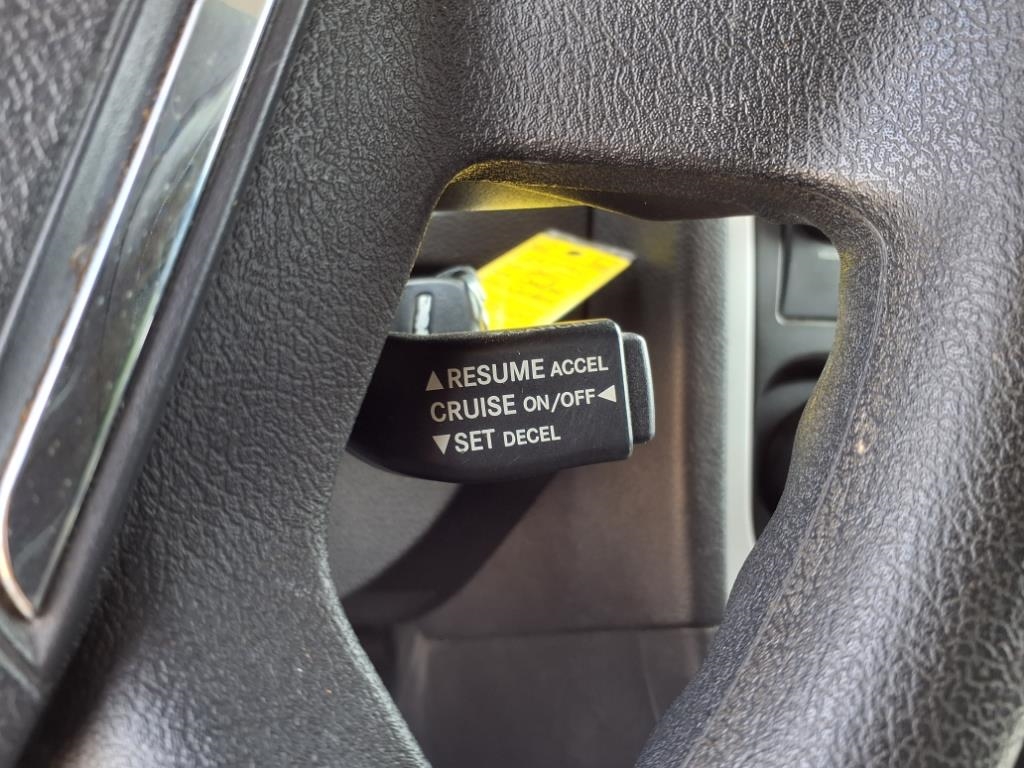 ▲RESUME ACCEL
CRUISE ON/OFF◀
▼SET DECEL